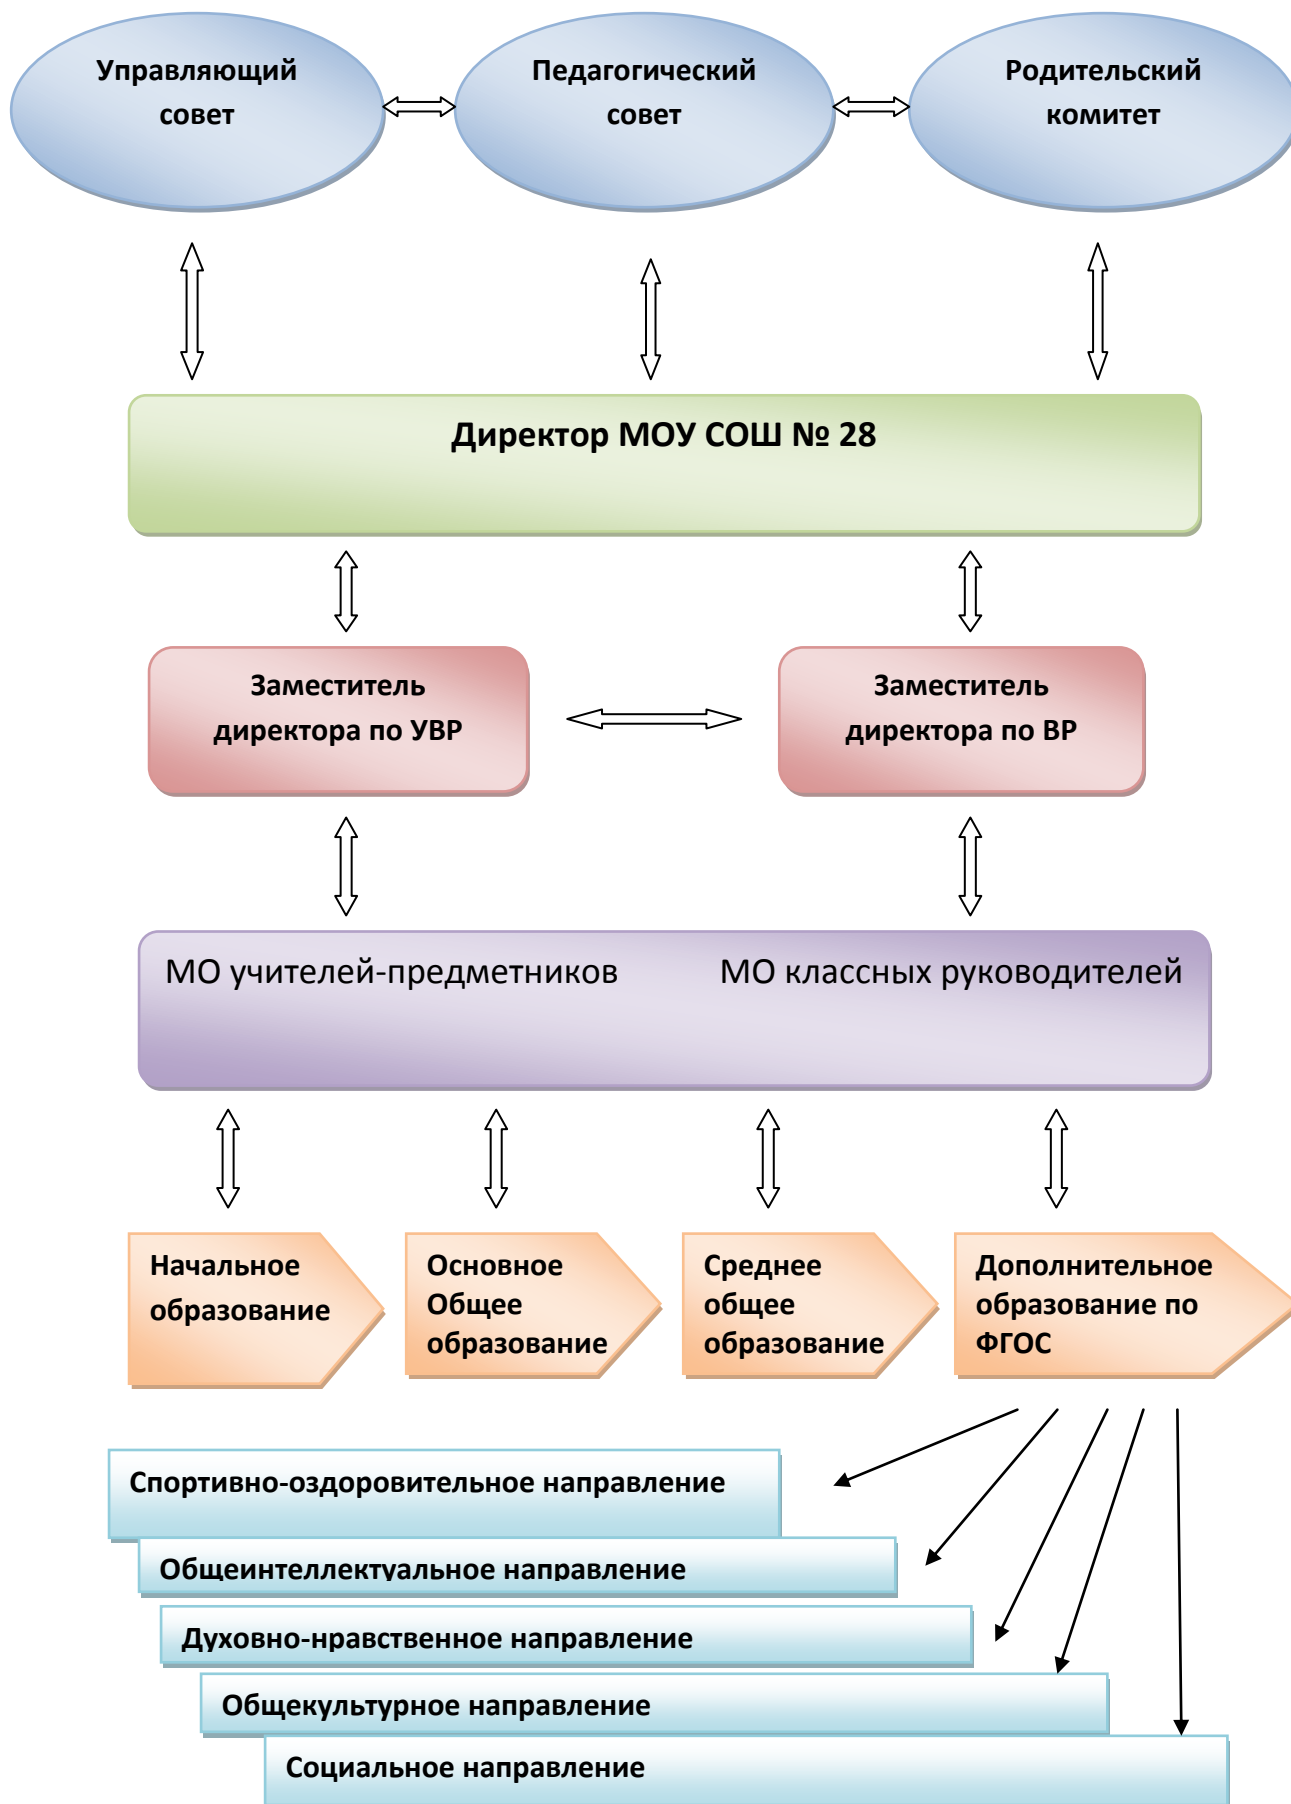 Управляющий
совет
Педагогический
совет
Родительский
комитет
Директор МОУ СОШ № 28
Заместитель
директора по УВР
Заместитель
директора по ВР
МО учителей-предметников
МО классных руководителей
Начальное
образование
Основное
Общее
образование
Среднее
общее
образование
Дополнительное
образование по
ФГОС
Спортивно-оздоровительное направление
Общеинтеллектуальное направление
Духовно-нравственное направление
Общекультурное направление
Социальное направление